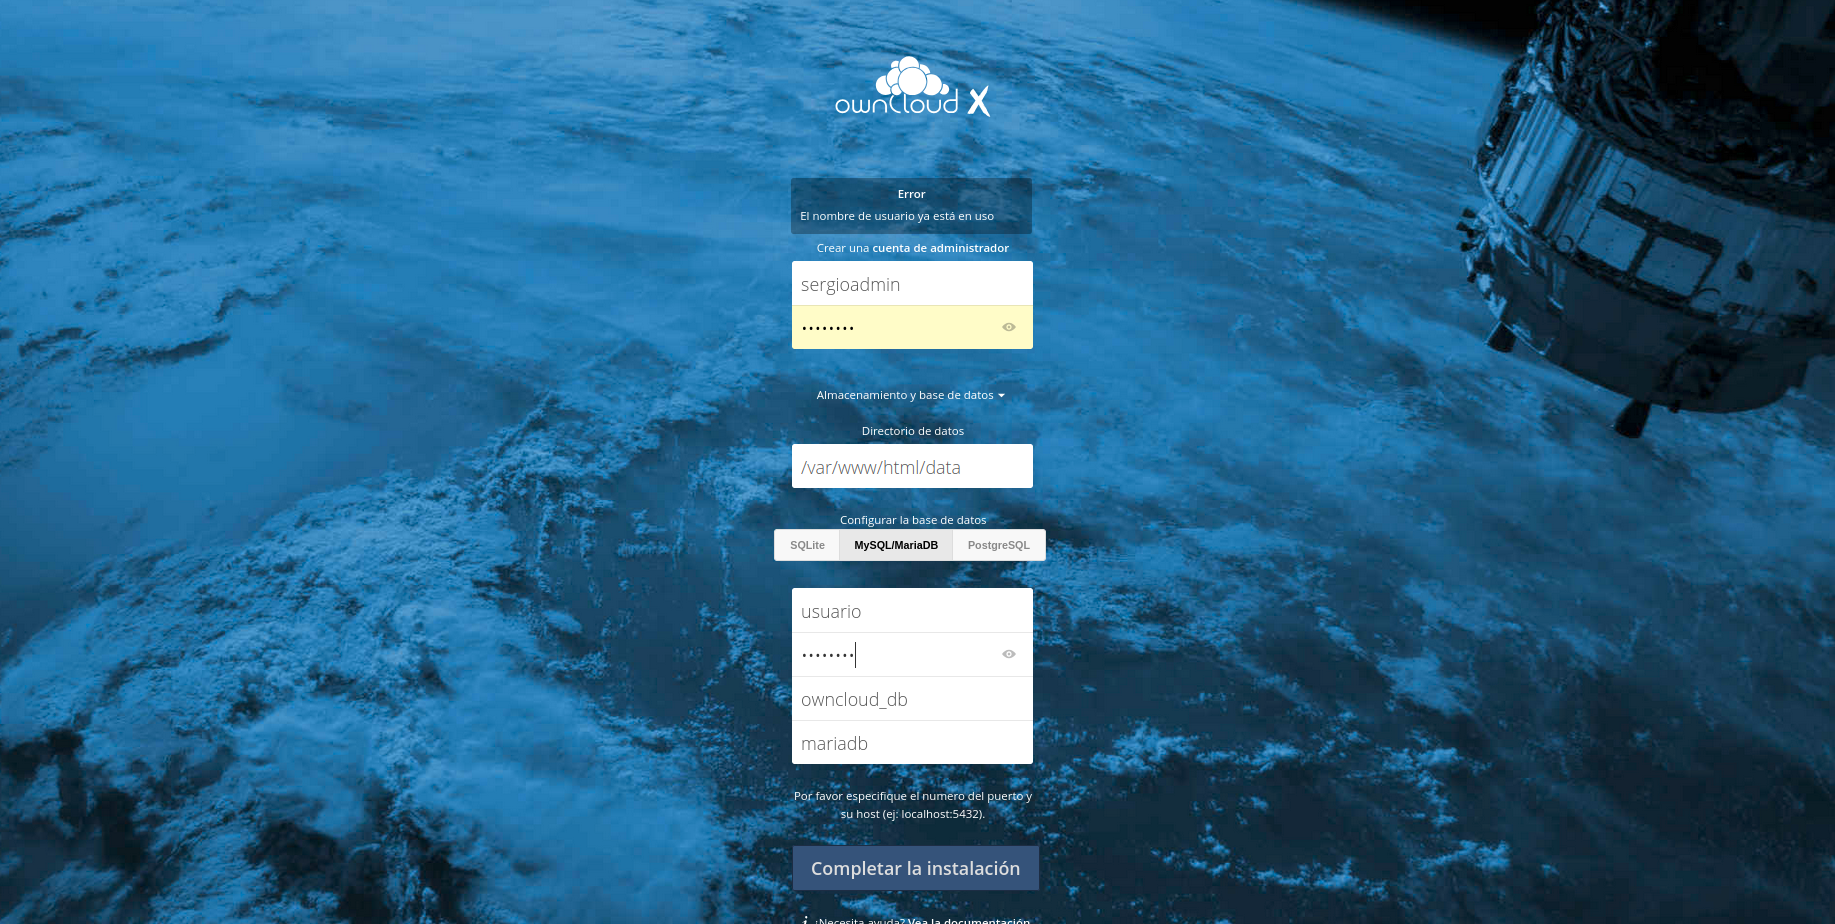 ownCloud X
Error
El nombre de usuario ya está en uso
Crear una cuenta de administrador
sergioadmin
••••••••
Almacenamiento y base de datos
Directorio de datos
/var/www/html/data
Configurar la base de datos
SQLite MySQL/MariaDB PostgreSQL
usuario
••••••••
owncloud_db
mariadb
Por favor especifique el numero del puerto y
su host (ej: localhost:5432).
Completar la instalación
¿Necesita ayuda? Vea la documentación